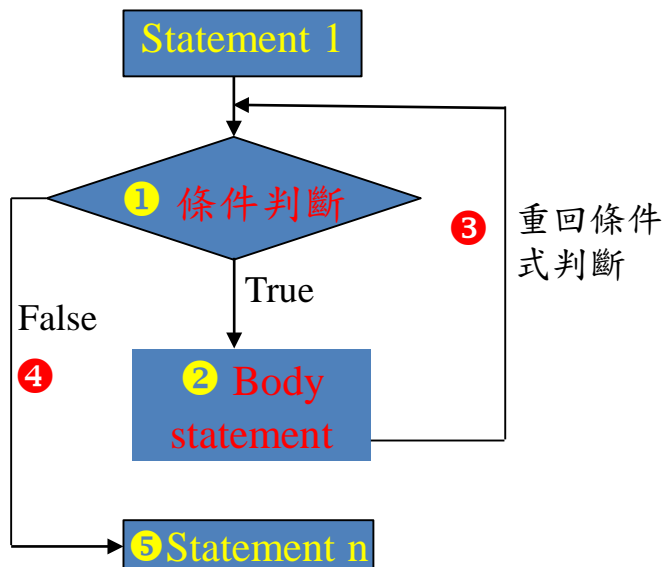 Statement 1
❶ 條件判斷
❸
重回條件
式判斷
True
False
❹
❷ Body
statement
❺Statement n